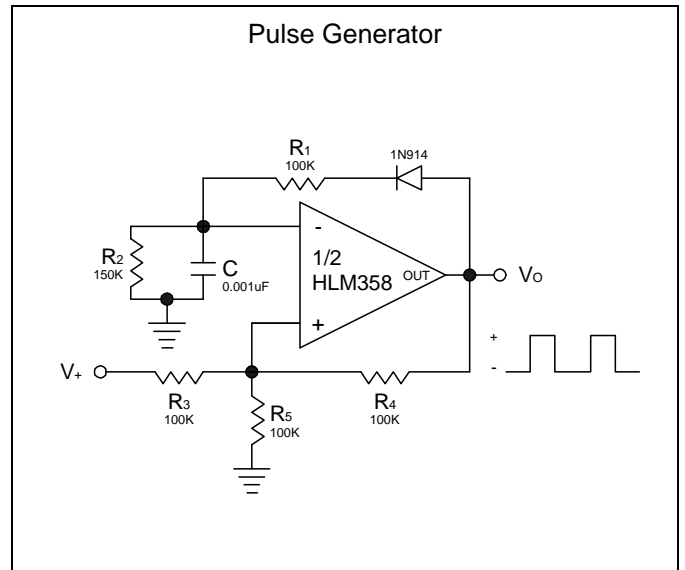 Pulse Generator
R1
100K
1N914
R2
150K
C
0.001uF
-
1/2
HLM358
OUT
+
VO
V+
R3
100K
R5
100K
R4
100K
+
-